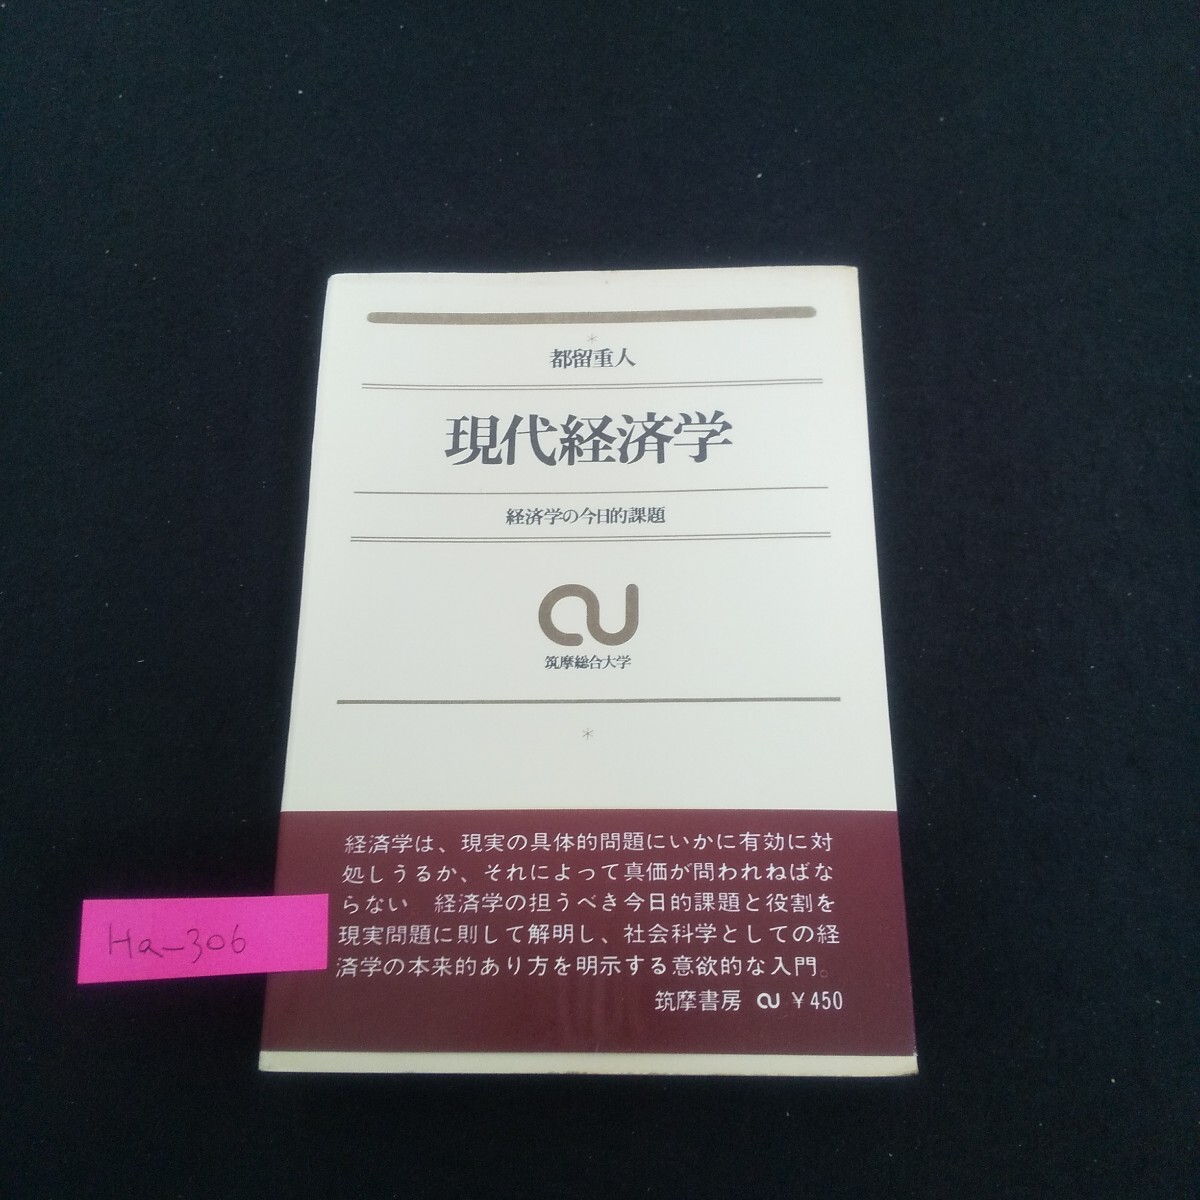 *
都留重人
現代経済学
経済学の今日的課題
筑摩総合大学
*
経済学は、現実の具体的問題にいかに有効に対
処しうるか、それによって真価が問われねばな
らない 経済学の担うべき今日的課題と役割を
現実問題に則して解明し、社会科学としての経
済学の本来的あり方を明示する意欲的な入門。
筑摩書房 ¥450
Ha-306